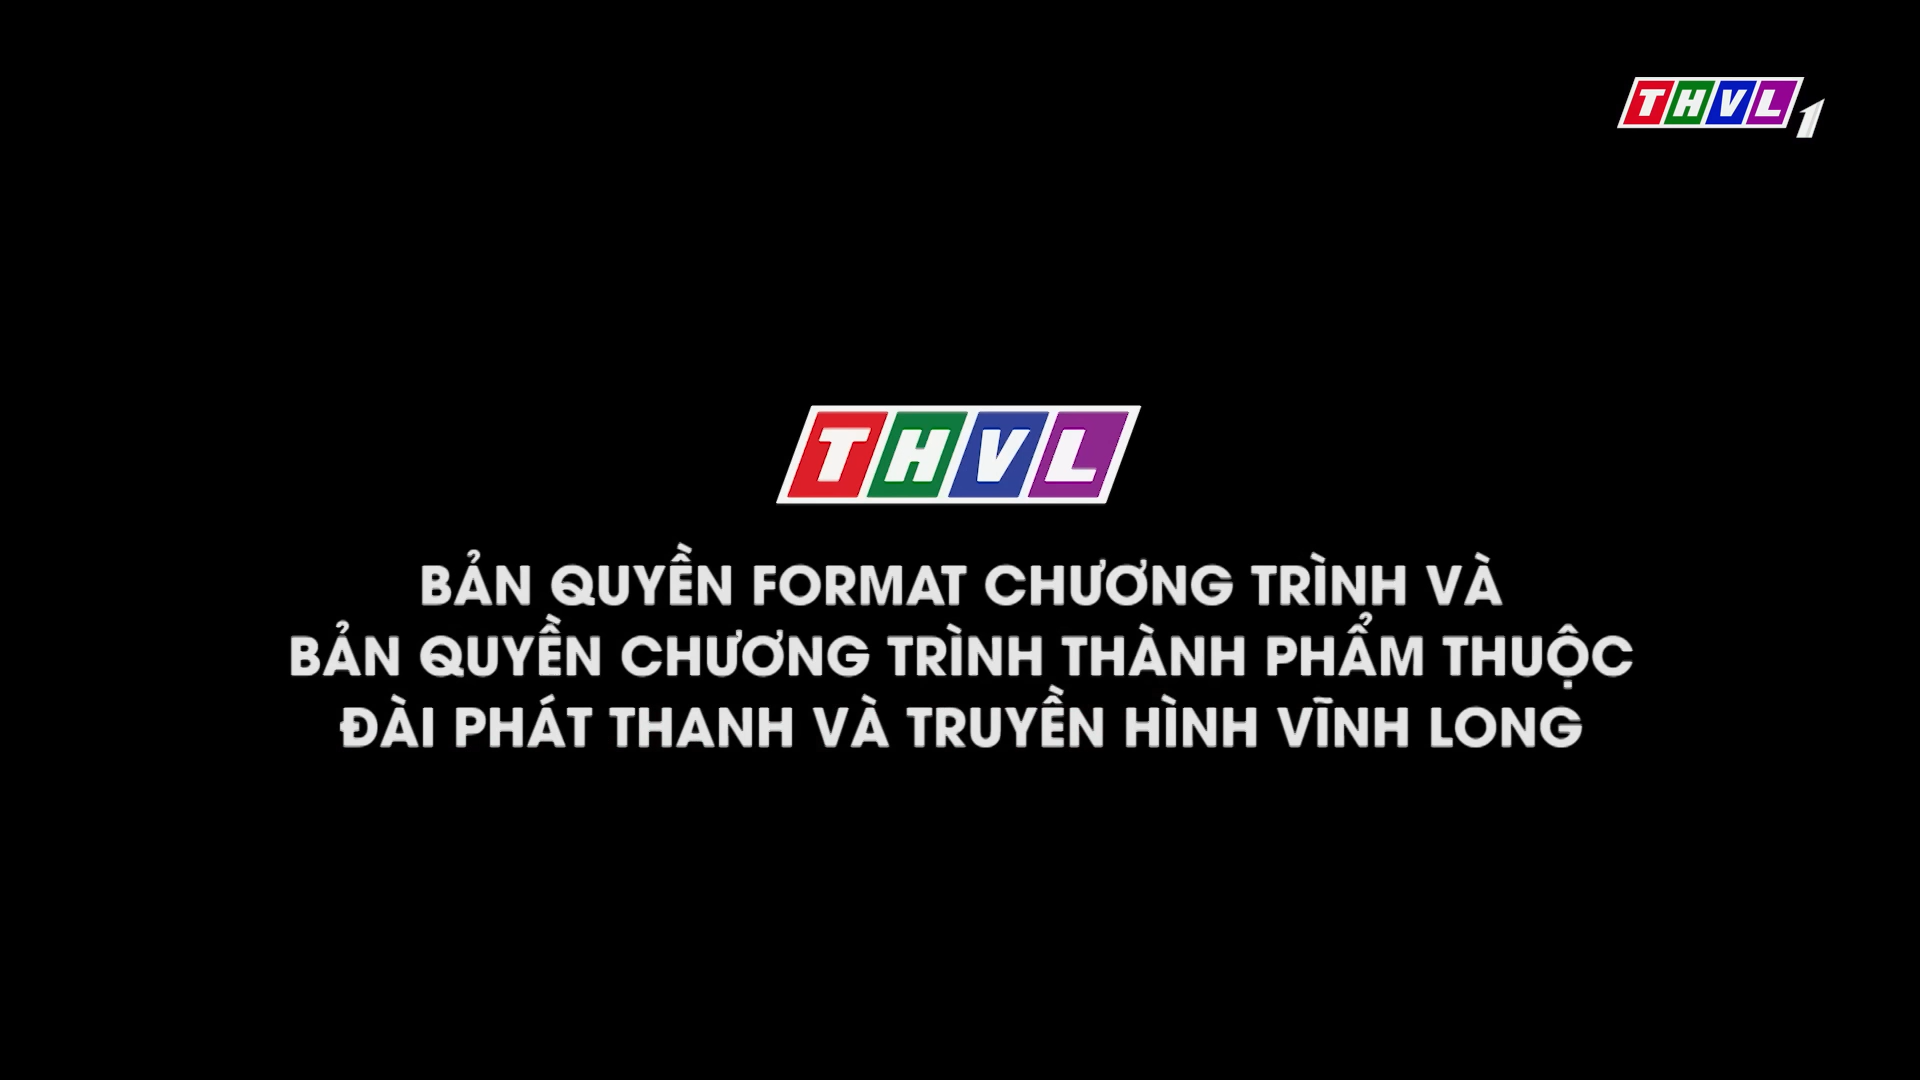 THVL1
THVL
BẢN QUYỀN FORMAT CHƯƠNG TRÌNH VÀ
BẢN QUYỀN CHƯƠNG TRÌNH THÀNH PHẨM THUỘC
ĐÀI PHÁT THANH VÀ TRUYỀN HÌNH VĨNH LONG